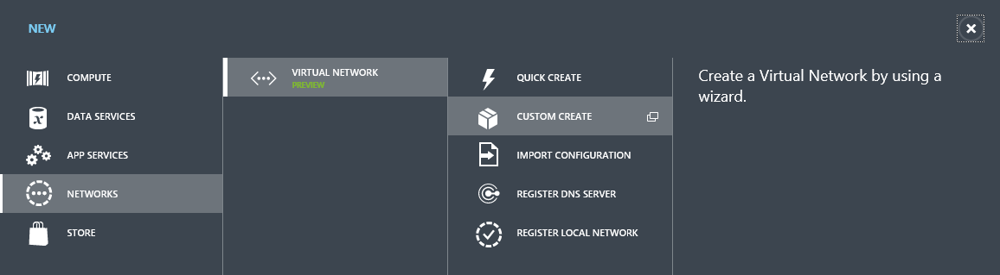 NEW
COMPUTE
DATA SERVICES
APP SERVICES
NETWORKS
STORE
VIRTUAL NETWORK
PREVIEW
QUICK CREATE
CUSTOM CREATE
IMPORT CONFIGURATION
REGISTER DNS SERVER
REGISTER LOCAL NETWORK
Create a Virtual Network by using a
wizard.